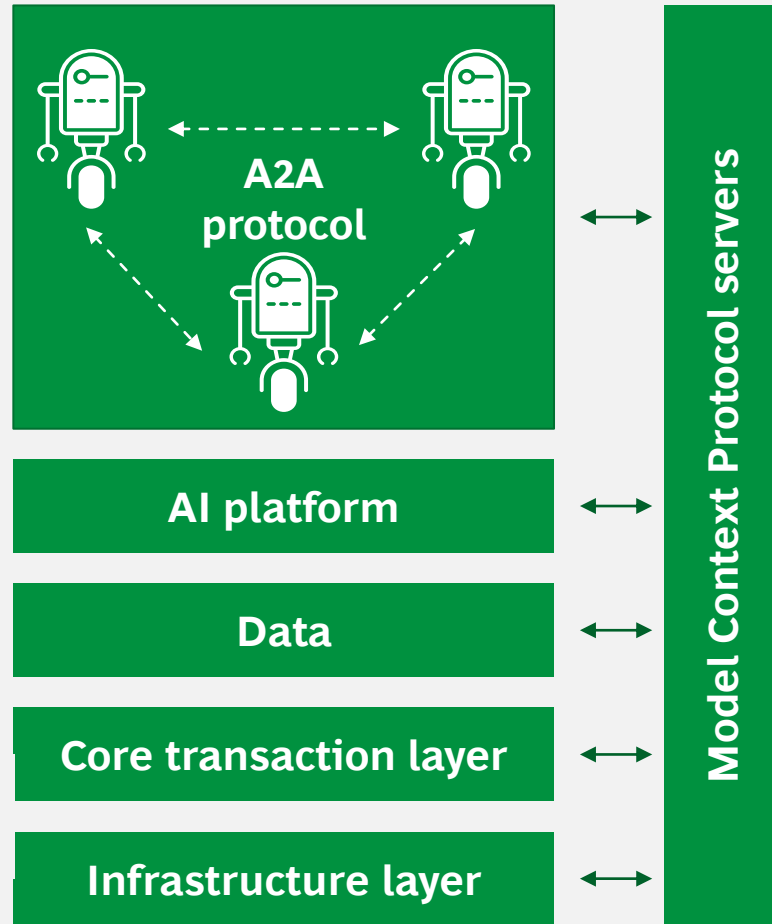 A2A
protocol
AI platform
Data
Core transaction layer
Infrastructure layer
Model Context Protocol servers